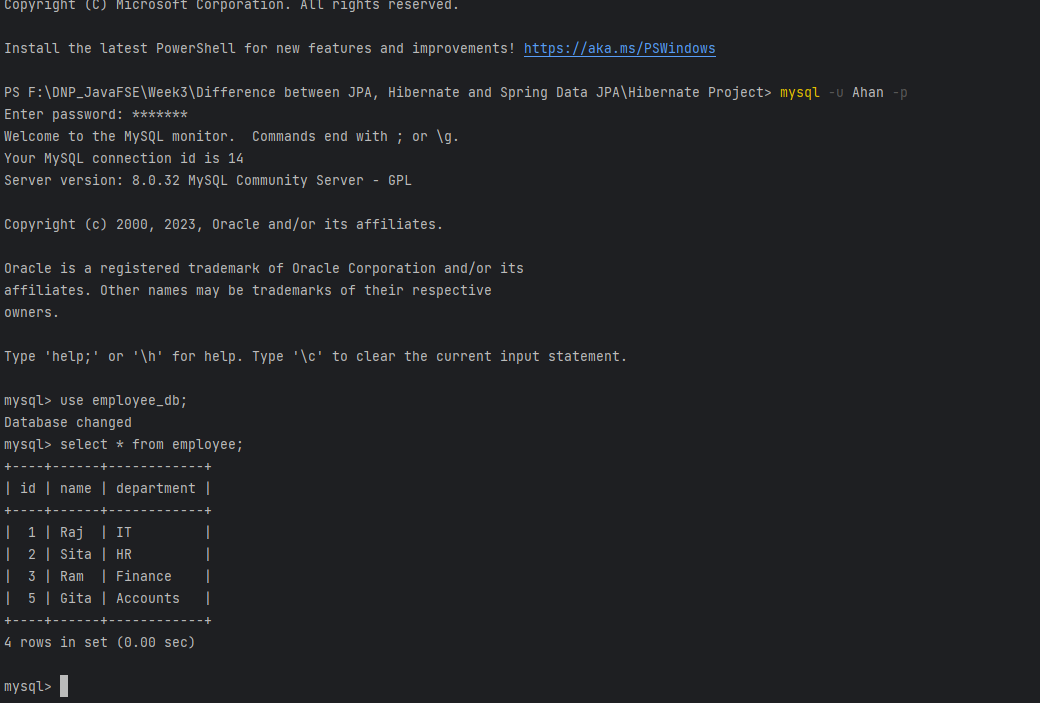 Copyright (C) Microsoft Corporation. All rights reserved.
Install the latest PowerShell for new features and improvements! https://aka.ms/PSWindows
PS F:\DNP_JavaFSE\Week3\Difference between JPA, Hibernate and Spring Data JPA\Hibernate Project> mysql -u Ahan -p
Enter password: *******
Welcome to the MySQL monitor.  Commands end with ; or \g.
Your MySQL connection id is 14
Server version: 8.0.32 MySQL Community Server - GPL
Copyright (c) 2000, 2023, Oracle and/or its affiliates.
Oracle is a registered trademark of Oracle Corporation and/or its
affiliates. Other names may be trademarks of their respective
owners.
Type 'help;' or '\h' for help. Type '\c' to clear the current input statement.
mysql> use employee_db;
Database changed
mysql> select * from employee;
+----+------+------------+
| id | name | department |
+----+------+------------+
|  1 | Raj  | IT         |
|  2 | Sita | HR         |
|  3 | Ram  | Finance    |
|  5 | Gita | Accounts   |
+----+------+------------+
4 rows in set (0.00 sec)
mysql>